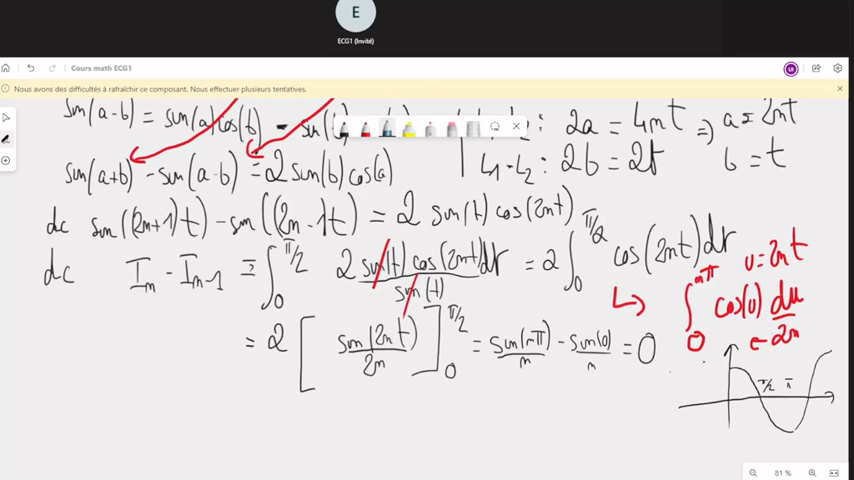 E
ECG1 (Invité)
Cours math ECG1
UI
Nous avons des difficultés à rafraîchir ce composant. Nous effectuer plusieurs tentatives.
sin(a-b) = sin(a)cos(b) - sin(
: 2a = 4nt => a = 2nt
sin(a+b) - sin(a-b) = 2 sin(b) cos(a)
L1-L2 : 2b = 2t b = t
dc sin((2n+1)t) - sin((2n-1)t) = 2 sin(t) cos(2nt)
dc In - In-1 = ∫₀^π/2 2 sin(t) cos(2nt)dt / sin(t) = 2 ∫₀^π/2 cos(2nt)dt
u = 2nt
↳ ∫₀^nπ cos(u) du / 2n
= 2 [ sin(2nt) / 2n ]₀^π/2 = sin(nπ)/n - sin(0)/n = 0
π/2 π
81 %